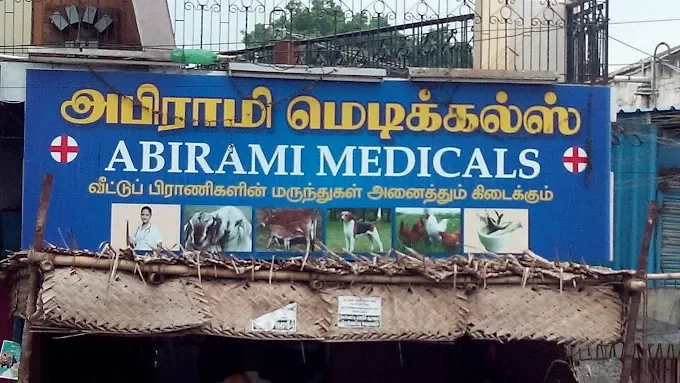 அபிராமி மெடிக்கல்ஸ்
ABIRAMI MEDICALS
வீட்டுப் பிராணிகளின் மருந்துகள் அனைத்தும் கிடைக்கும்